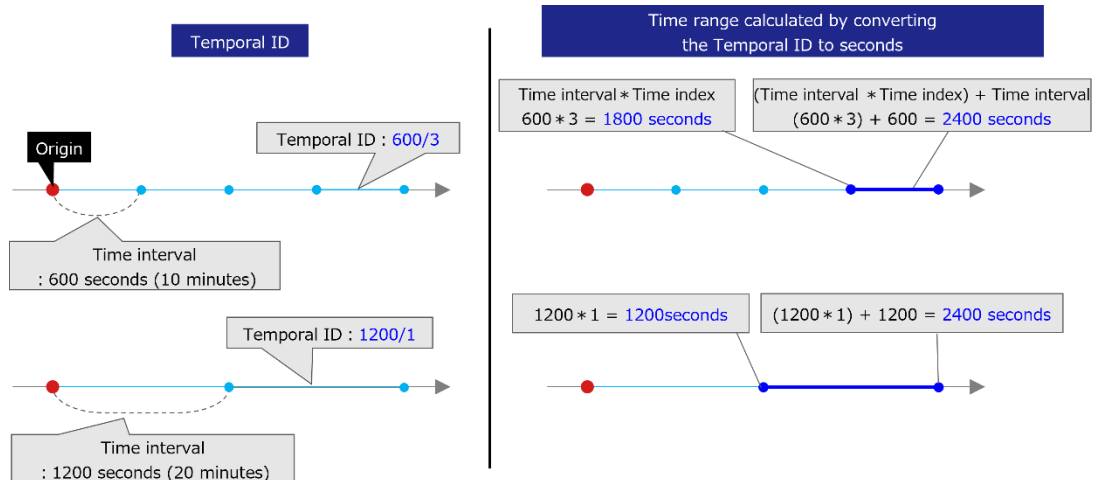 Temporal ID
Time range calculated by converting
the Temporal ID to seconds
Origin
Temporal ID : 600/3
Time interval
: 600 seconds (10 minutes)
Time interval * Time index
600 * 3 = 1800 seconds
(Time interval * Time index) + Time interval
(600 * 3) + 600 = 2400 seconds
Temporal ID : 1200/1
Time interval
: 1200 seconds (20 minutes)
1200 * 1 = 1200seconds
(1200 * 1) + 1200 = 2400 seconds